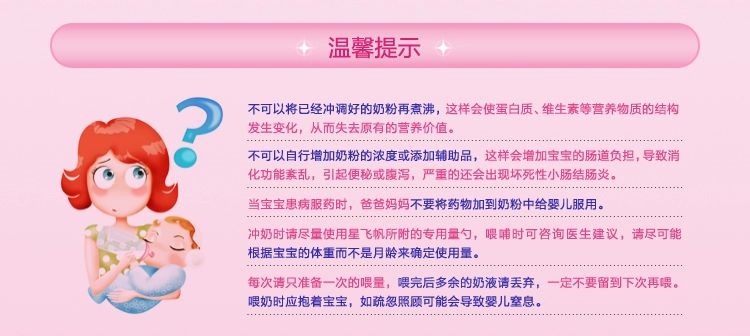 温馨提示
不可以将已经冲调好的奶粉再煮沸，这样会使蛋白质、维生素等营养物质的结构
发生变化，从而失去原有的营养价值。
不可以自行增加奶粉的浓度或添加辅助品，这样会增加宝宝的肠道负担，导致消
化功能紊乱，引起便秘或腹泻，严重的还会出现坏死性小肠结肠炎。
当宝宝患病服药时，爸爸妈妈不要将药物加到奶粉中给婴儿服用。
冲奶时请尽量使用星飞帆所附的专用量勺，喂哺时可咨询医生建议，请尽可能
根据宝宝的体重而不是月龄来确定使用量。
每次请只准备一次的喂量，喂完后多余的奶液请丢弃，一定不要留到下次再喂。
喂奶时应抱着宝宝，如疏忽照顾可能会导致婴儿窒息。